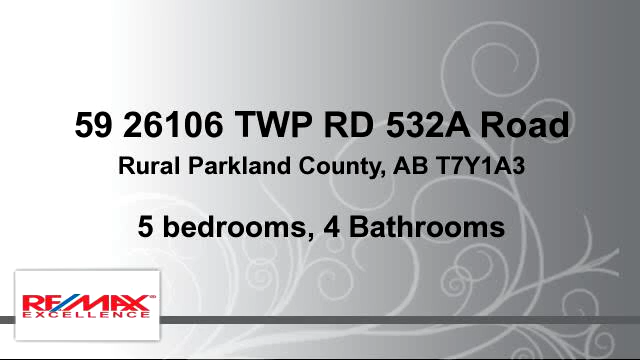 59 26106 TWP RD 532A Road
Rural Parkland County, AB T7Y1A3
5 bedrooms, 4 Bathrooms
RE/MAX
EXCELLENCE